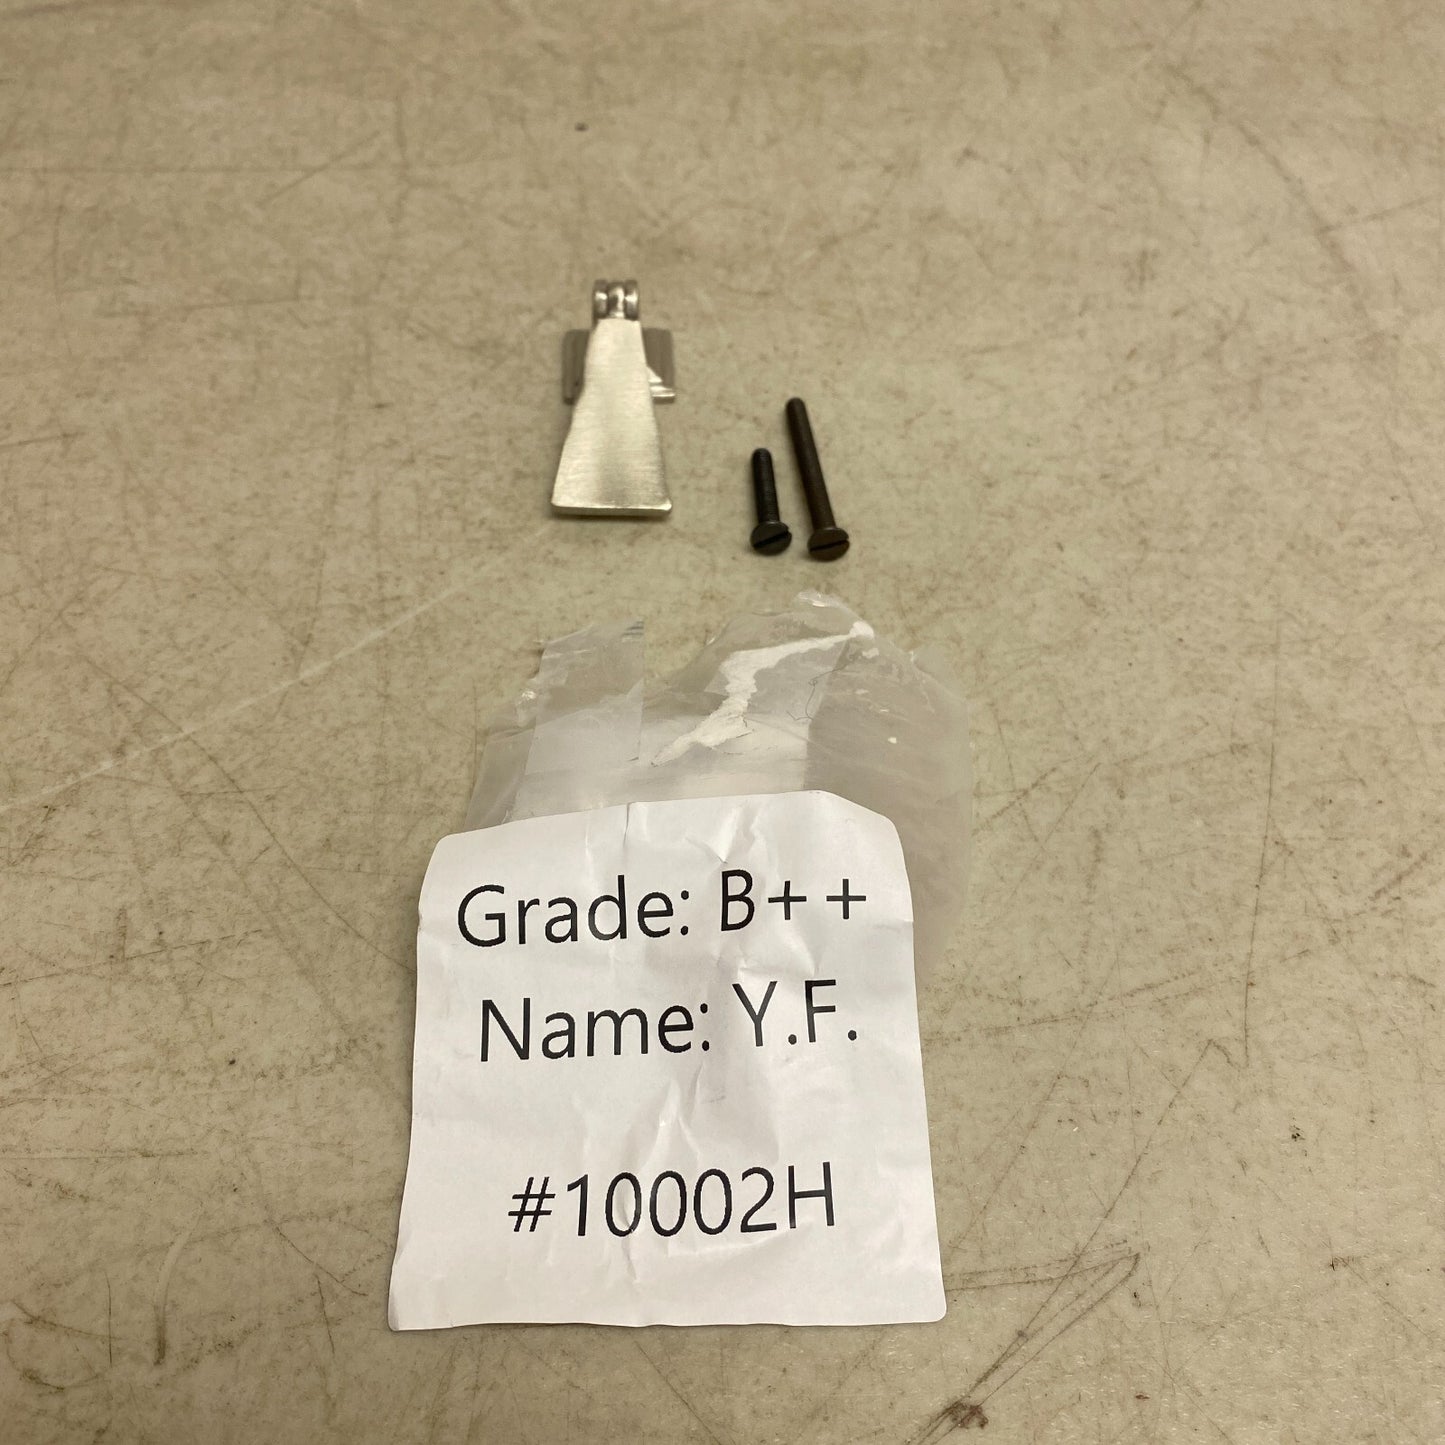 Grade: B++
Name: Y.F.
#10002H